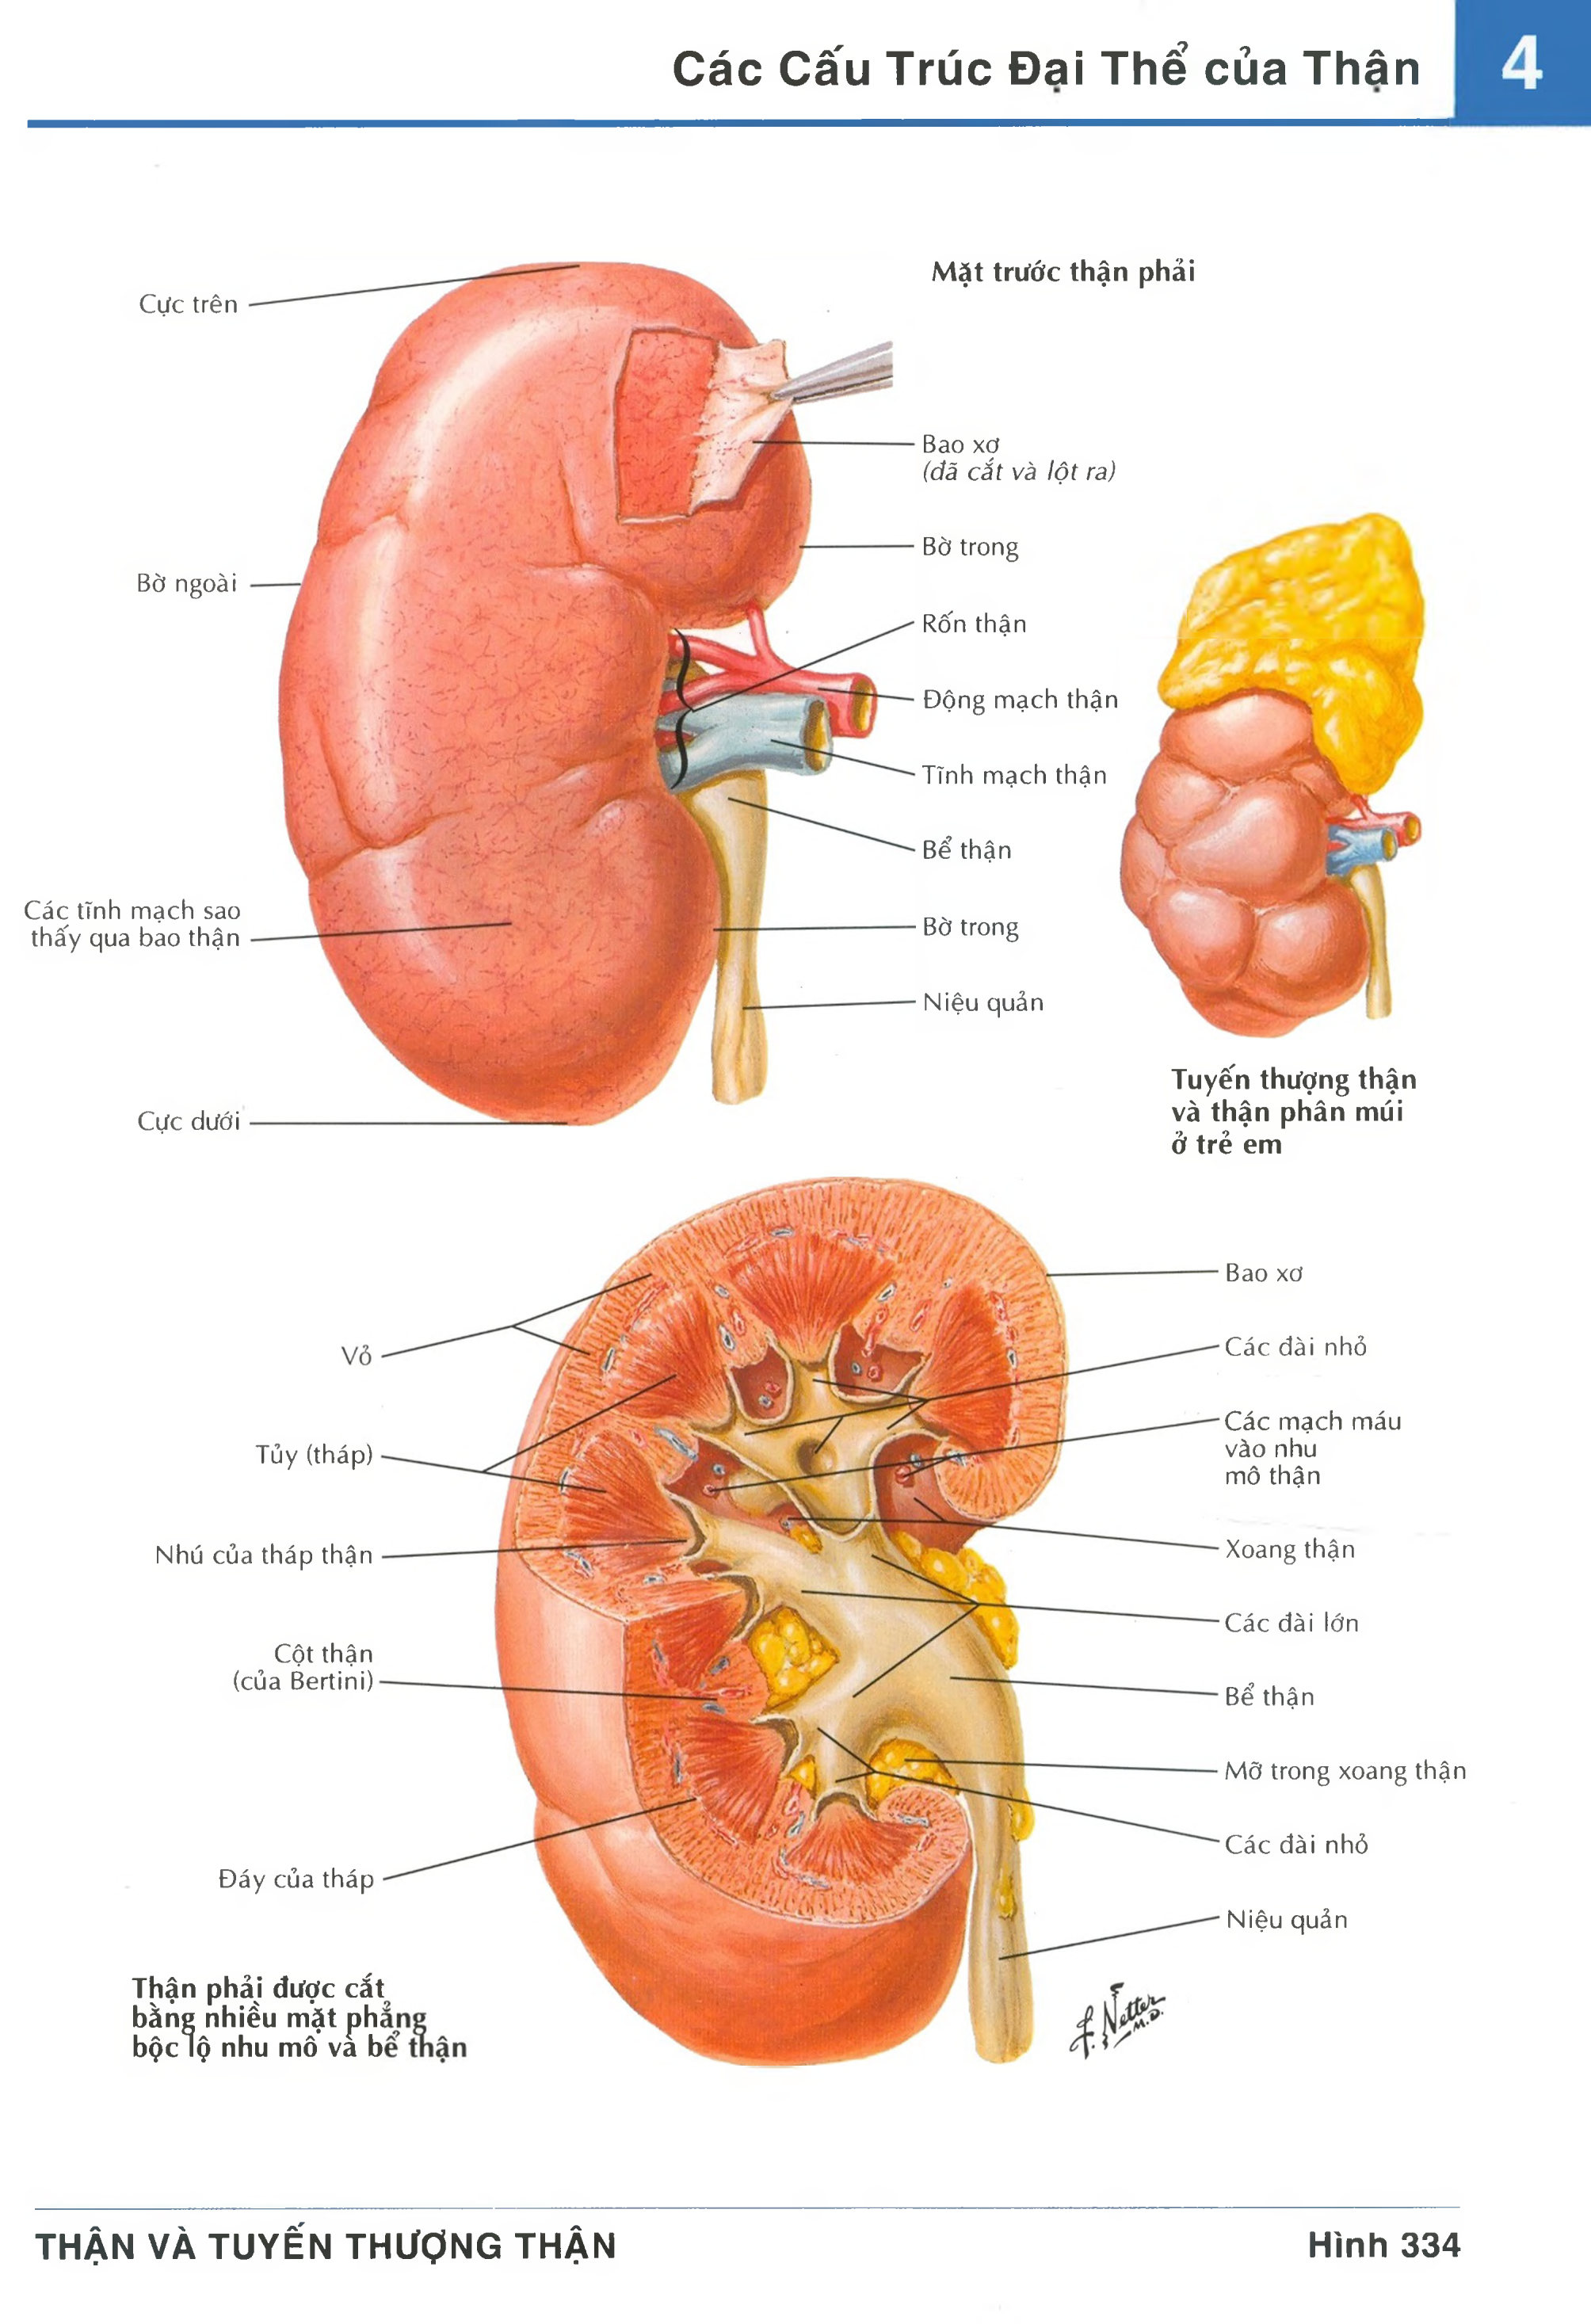 Các Cấu Trúc Đại Thể của Thận
4
Mặt trước thận phải
Cực trên
Bao xơ
(đã cắt và lột ra)
Bờ trong
Bờ ngoài
Rốn thận
Động mạch thận
Tĩnh mạch thận
Bể thận
Các tĩnh mạch sao
thấy qua bao thận
Bờ trong
Niệu quản
Cực dưới
Tuyến thượng thận
và thận phân múi
ở trẻ em
Bao xơ
Vỏ
Các đài nhỏ
Các mạch máu
vào nhu
mô thận
Tủy (tháp)
Nhú của tháp thận
Xoang thận
Các đài lớn
Cột thận
(của Bertini)
Bể thận
Mỡ trong xoang thận
Các đài nhỏ
Đáy của tháp
Niệu quản
Thận phải được cắt
bằng nhiều mặt phẳng
bộc lộ nhu mô và bể thận
f. Netter
M.D.
THẬN VÀ TUYẾN THƯỢNG THẬN
Hình 334